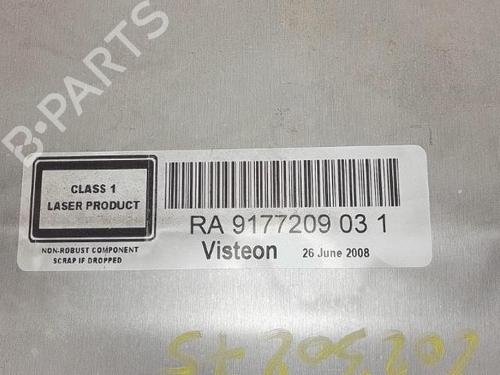 B-PARTS
CLASS 1
LASER PRODUCT
NON-ROBUST COMPONENT
SCRAP IF DROPPED
RA 9177209 03 1
Visteon 26 June 2008